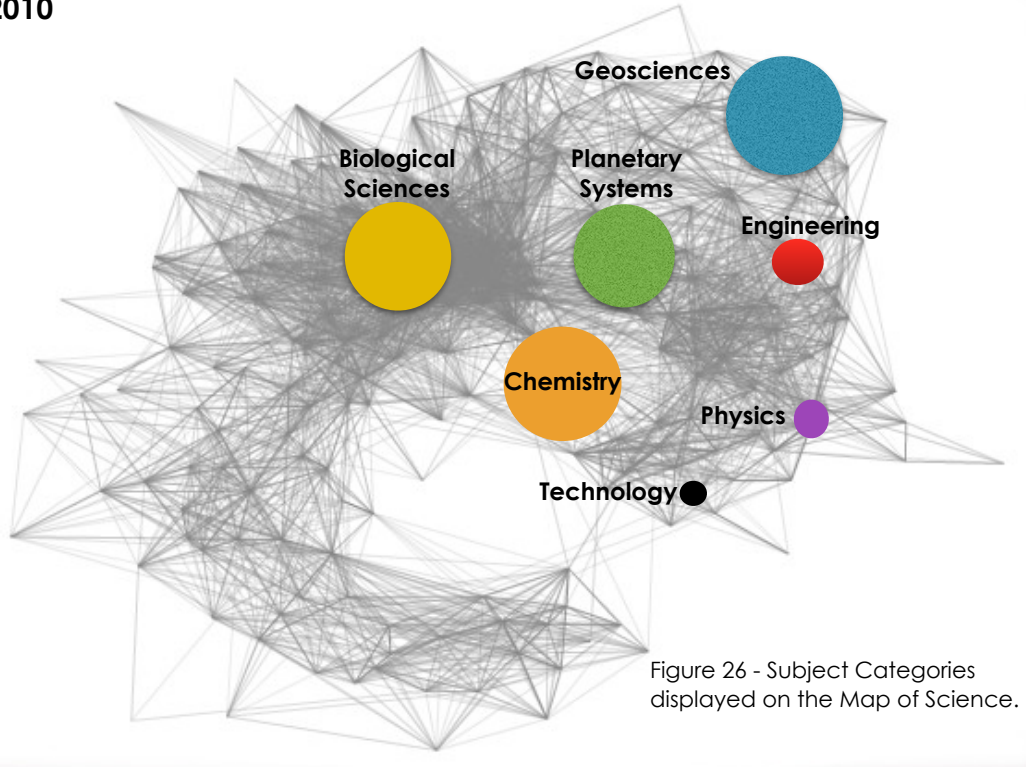 2010
Geosciences
Biological
Sciences
Planetary
Systems
Engineering
Chemistry
Physics
Technology
Figure 26 - Subject Categories
displayed on the Map of Science.